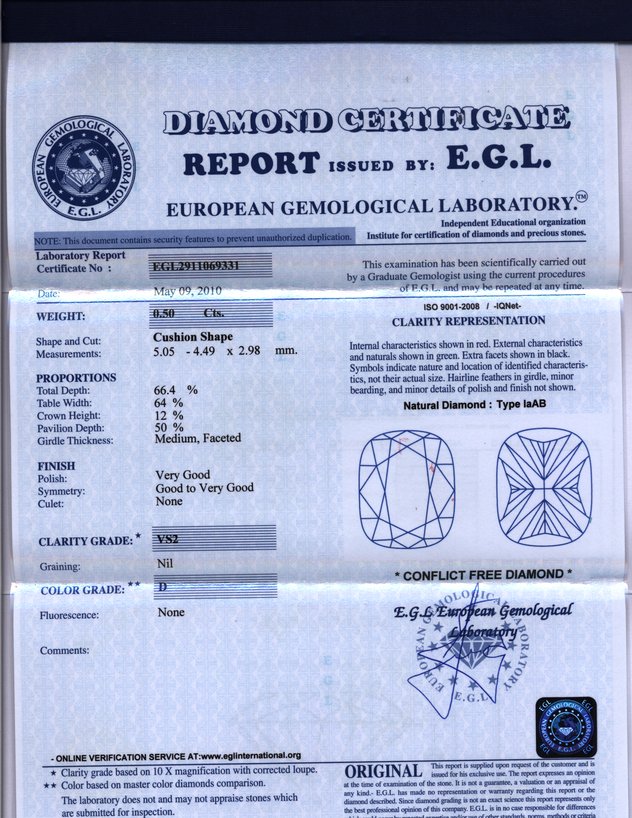 DIAMOND CERTIFICATE
REPORT ISSUED BY: E.G.L.
EUROPEAN GEMOLOGICAL LABORATORY.™
EUROPEAN GEMOLOGICAL LABORATORY
E.G.L.
Independent Educational organization
Institute for certification of diamonds and precious stones.
NOTE: This document contains security features to prevent unauthorized duplication.
Laboratory Report
Certificate No : EGL2911069331
Date: May 09, 2010
WEIGHT: 0.50 Cts.
Shape and Cut: Cushion Shape
Measurements: 5.05 - 4.49 x 2.98 mm.
PROPORTIONS
Total Depth: 66.4 %
Table Width: 64 %
Crown Height: 12 %
Pavilion Depth: 50 %
Girdle Thickness: Medium, Faceted
FINISH
Polish: Very Good
Symmetry: Good to Very Good
Culet: None
CLARITY GRADE: * VS2
Graining: Nil
COLOR GRADE: ** D
Fluorescence: None
Comments:
This examination has been scientifically carried out
by a Graduate Gemologist using the current procedures
of E.G.L. and may be repeated at any time.
ISO 9001-2008 / -IQNet-
CLARITY REPRESENTATION
Internal characteristics shown in red. External characteristics
and naturals shown in green. Extra facets shown in black.
Symbols indicate nature and location of identified characteris-
tics, not their actual size. Hairline feathers in girdle, minor
bearding, and minor details of polish and finish not shown.
Natural Diamond : Type IaAB
* CONFLICT FREE DIAMOND *
E.G.L European Gemological
Laboratory
EUROPEAN GEMOLOGICAL LABORATORY
E.G.L
- ONLINE VERIFICATION SERVICE AT:www.eglinternational.org
* Clarity grade based on 10 X magnification with corrected loupe.
** Color based on master color diamonds comparison.
The laboratory does not and may not appraise stones which
are submitted for inspection.
ORIGINAL This report is supplied upon request of the customer and is
issued for his exclusive use. The report expresses an opinion
at the time of examination of the stone. It is not a guarantee, a valuation or an appraisal of
any kind.- E.G.L. has made no representation or warranty regarding this report or the
diamond described. Since diamond grading is not an exact science this report represents only
the best professional opinion of this company. E.G.L. is in no case responsible for differences